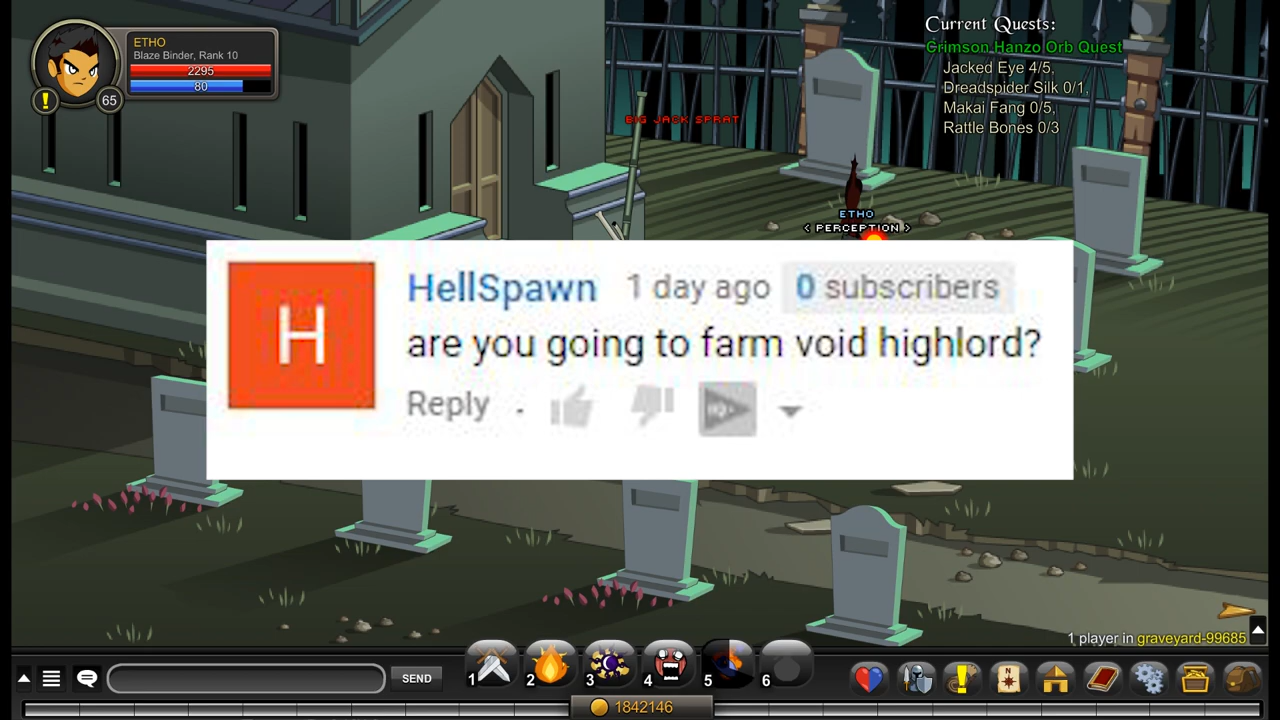 ETHO
Blaze Binder, Rank 10
2295
80
65
Current Quests:
Crimson Hanzo Orb Quest
Jacked Eye 4/5,
Dreadspider Silk 0/1,
Makai Fang 0/5,
Rattle Bones 0/3
BIG JACK SPRAT
ETHO
< PERCEPTION >
H
HellSpawn 1 day ago 0 subscribers
are you going to farm void highlord?
Reply
1 player in graveyard-99685
SEND
1 2 3 4 5 6
1842146